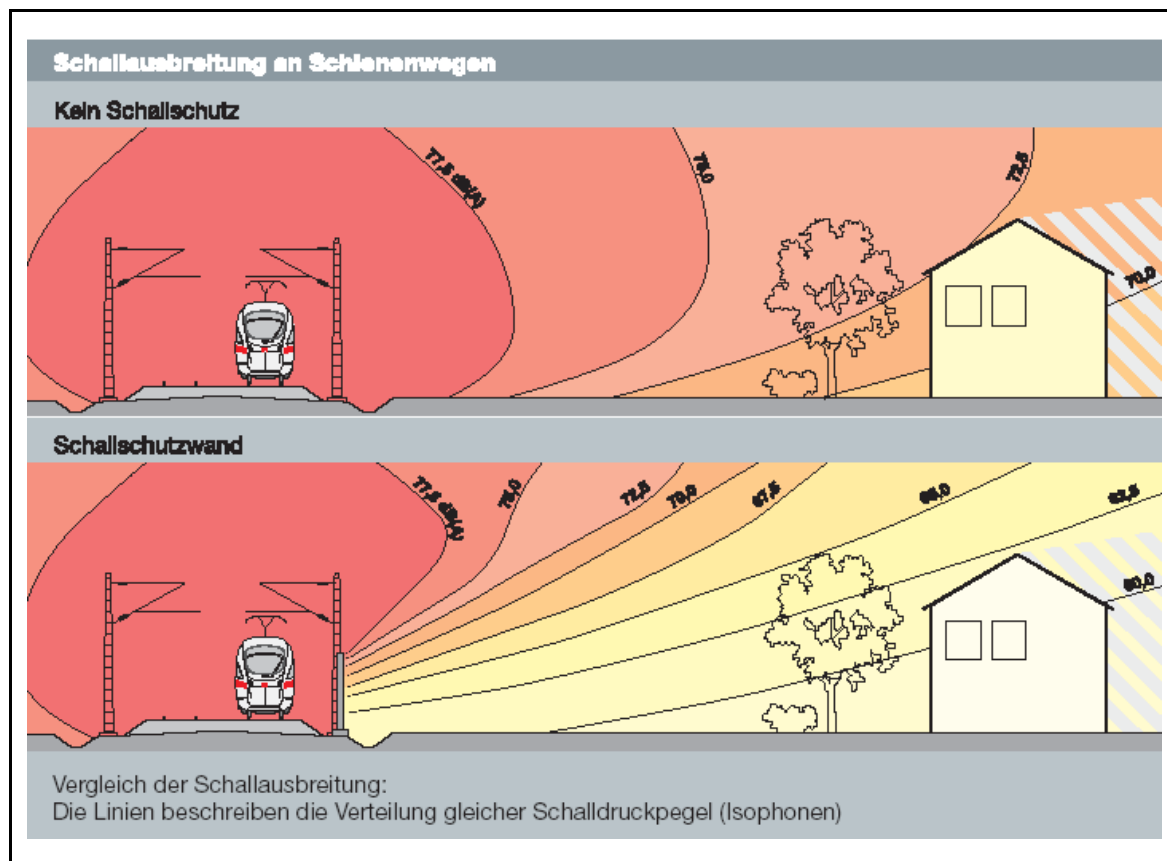 Schallausbreitung an Schienenwegen
Kein Schallschutz
77,5 dB(A)
75,0
72,5
70,0
Schallschutzwand
77,5 dB(A)
75,0
72,5
70,0
67,5
65,0
62,5
60,0
Vergleich der Schallausbreitung:
Die Linien beschreiben die Verteilung gleicher Schalldruckpegel (Isophonen)